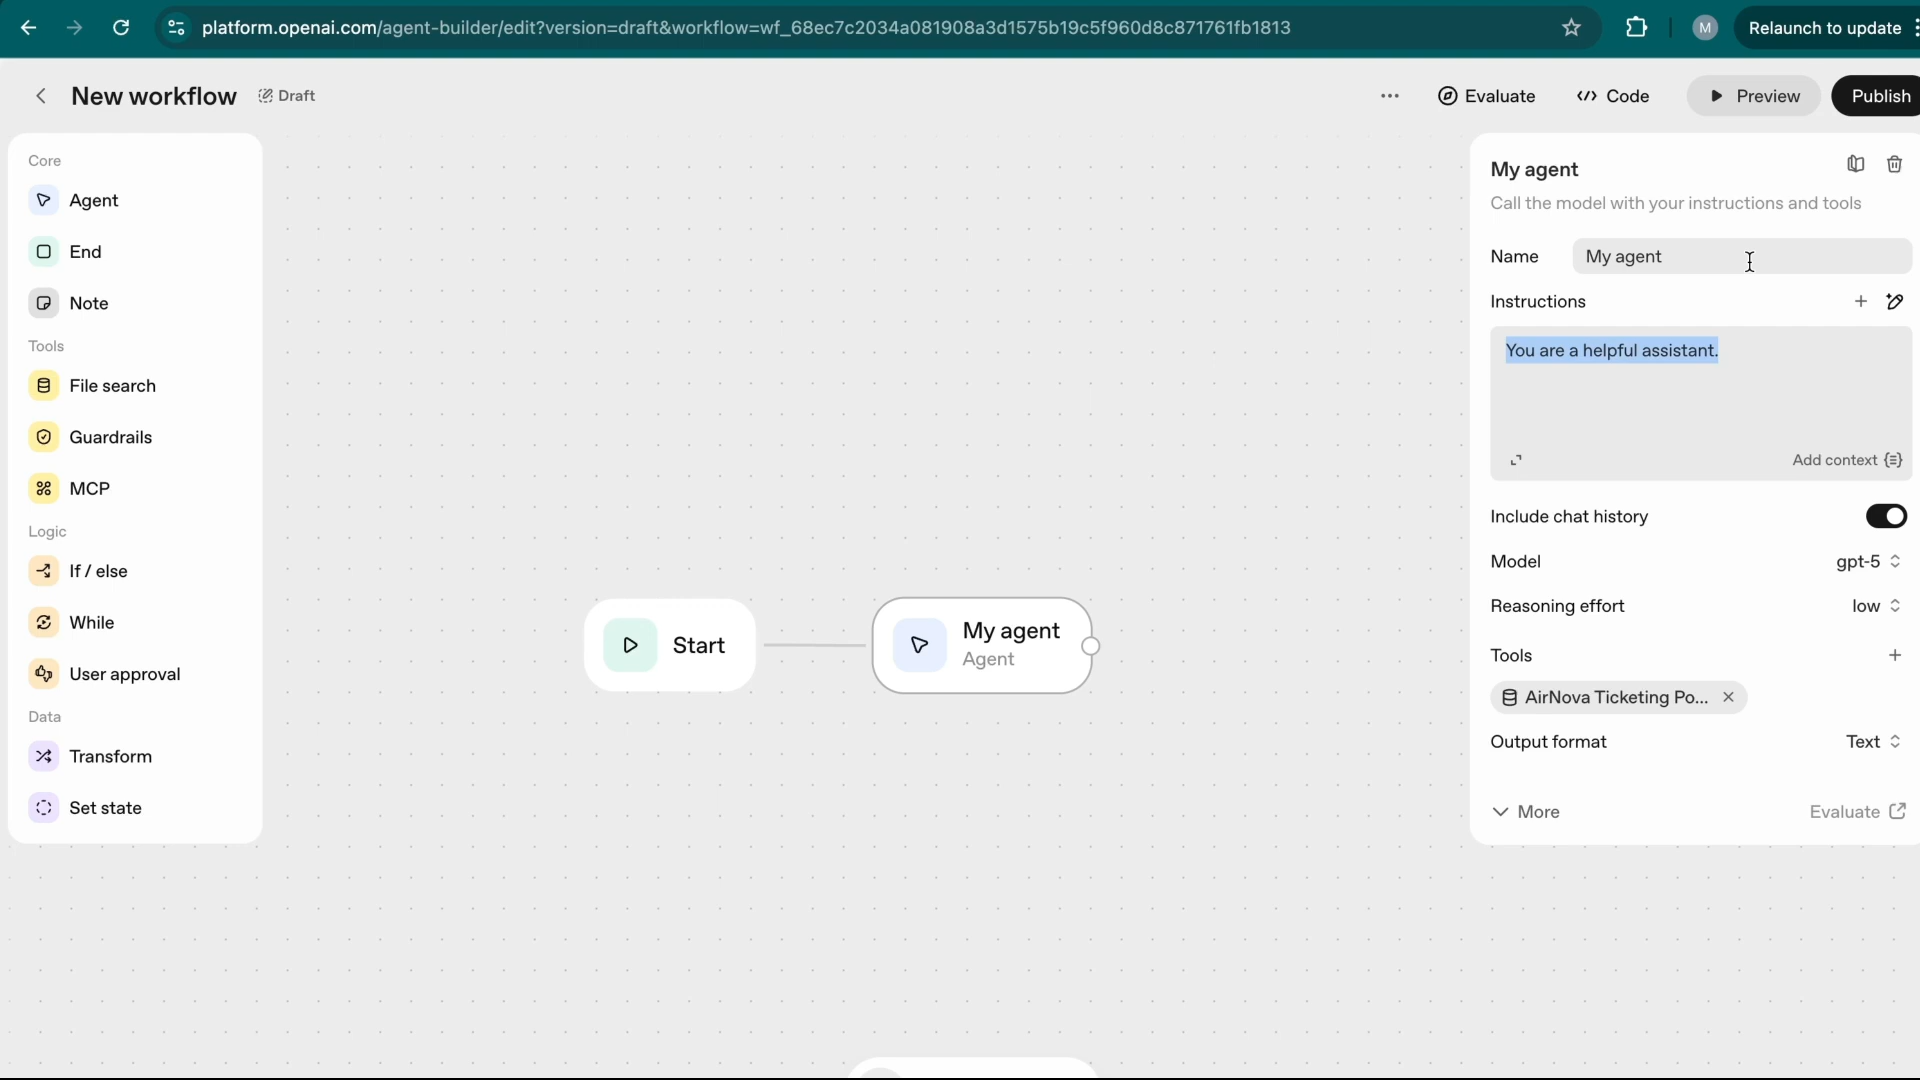 platform.openai.com/agent-builder/edit?version=draft&workflow=wf_68ec7c2034a081908a3d1575b19c5f960d8c871761fb1813
M
Relaunch to update
New workflow
Draft
Evaluate
Code
Preview
Publish
Core
Agent
End
Note
Tools
File search
Guardrails
MCP
Logic
If / else
While
User approval
Data
Transform
Set state
Start
My agent
Agent
My agent
Call the model with your instructions and tools
Name My agent
Instructions
You are a helpful assistant.
Add context
Include chat history
Model gpt-5
Reasoning effort low
Tools
AirNova Ticketing Po...
Output format Text
More Evaluate